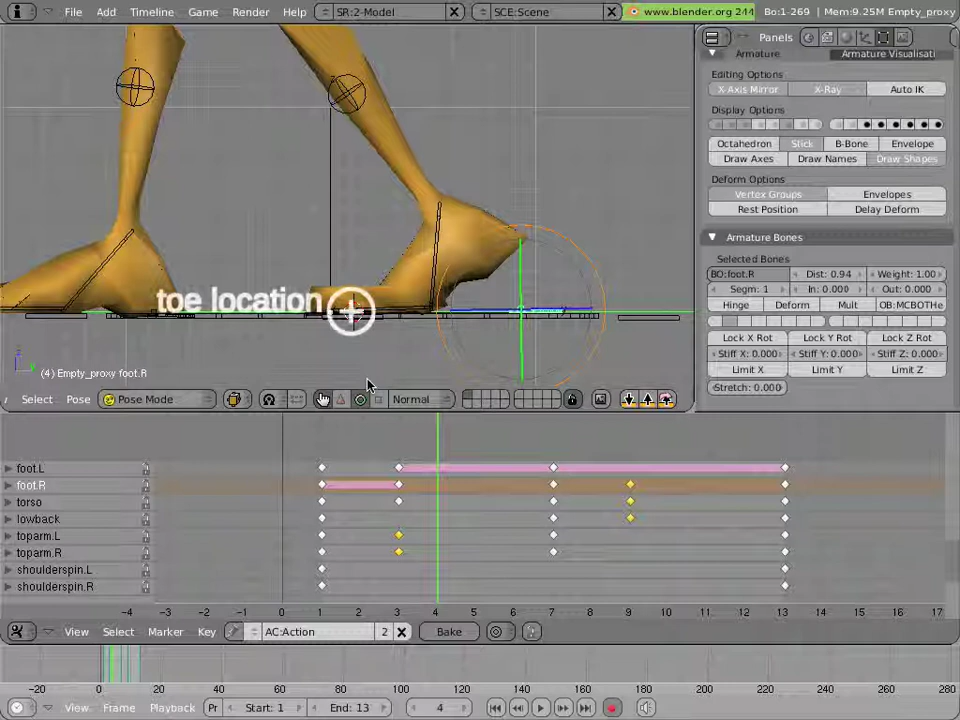 File Add Timeline Game Render Help SR:2-Model SCE:Scene www.blender.org 244 Bo:1-269 | Mem:9.25M Empty_proxy
Panels
Armature Armature Visualisati
Editing Options
X-Axis Mirror X-Ray Auto IK
Display Options
Octahedron Stick B-Bone Envelope
Draw Axes Draw Names Draw Shapes
Deform Options
Vertex Groups Envelopes
Rest Position Delay Deform
Armature Bones
Selected Bones
BO:foot.R Dist: 0.94 Weight: 1.00
Segm: 1 In: 0.000 Out: 0.000
Hinge Deform Mult OB:MCBOTHe
Lock X Rot Lock Y Rot Lock Z Rot
Stiff X: 0.000 Stiff Y: 0.000 Stiff Z: 0.000
Limit X Limit Y Limit Z
Stretch: 0.000
toe location
(4) Empty_proxy foot.R
Select Pose Pose Mode Normal
foot.L
foot.R
torso
lowback
toparm.L
toparm.R
shoulderspin.L
shoulderspin.R
-4 -3 -2 -1 0 1 2 3 4 5 6 7 8 9 10 11 12 13 14 15 16 17
View Select Marker Key AC:Action 2 Bake
-20 0 20 40 60 80 100 120 140 160 180 200 220 240 260 280
View Frame Playback Pr Start: 1 End: 13 4